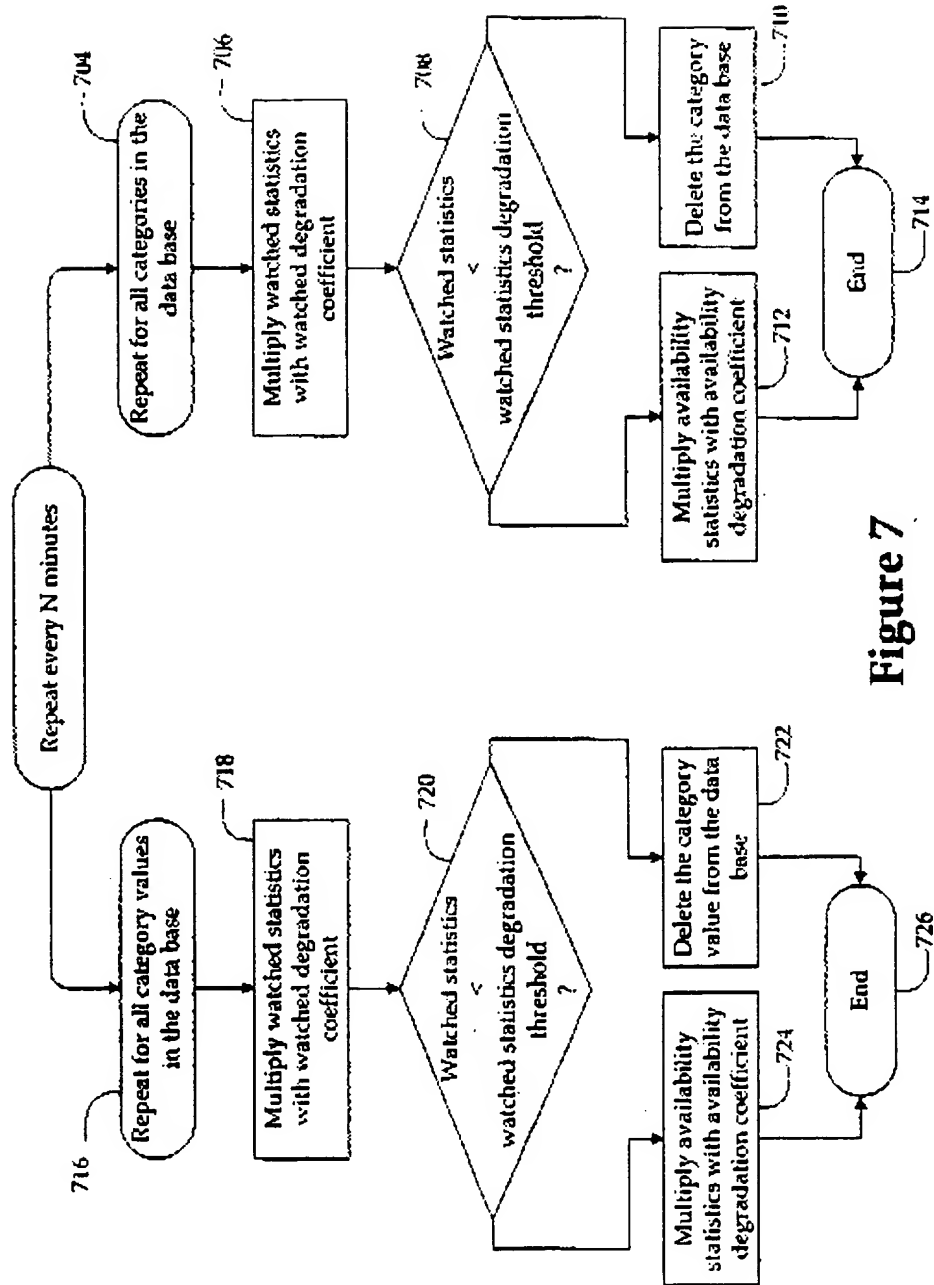 Repeat every N minutes
716
Repeat for all category values
in the data base
718
Multiply watched statistics
with watched degradation
coefficient
720
Watched statistics
<
watched statistics degradation
threshold
?
724
Multiply availability
statistics with availability
degradation coefficient
722
Delete the category
value from the data
base
End
726
704
Repeat for all categories in the
data base
706
Multiply watched statistics
with watched degradation
coefficient
708
Watched statistics
<
watched statistics degradation
threshold
?
712
Multiply availability
statistics with availability
degradation coefficient
710
Delete the category
from the data base
End
714
Figure 7